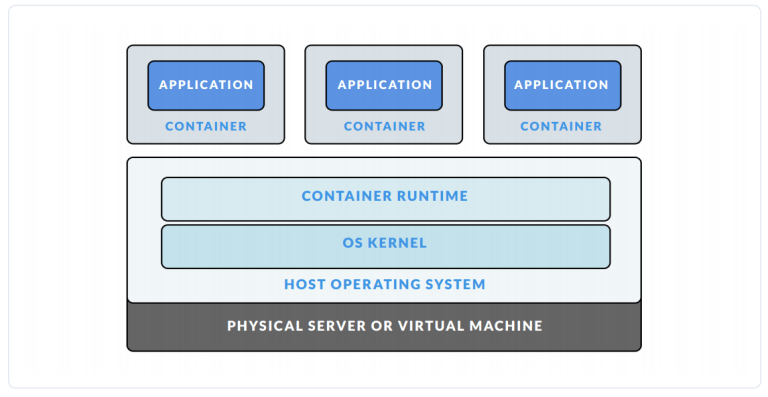 APPLICATION APPLICATION APPLICATION
CONTAINER CONTAINER CONTAINER
CONTAINER RUNTIME
OS KERNEL
HOST OPERATING SYSTEM
PHYSICAL SERVER OR VIRTUAL MACHINE